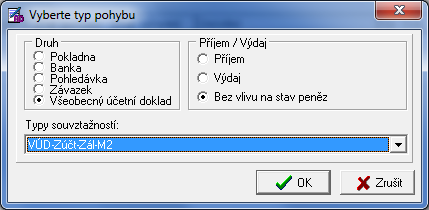 Vyberte typ pohybu
Druh
Pokladna
Banka
Pohledávka
Závazek
Všeobecný účetní doklad
Příjem / Výdaj
Příjem
Výdaj
Bez vlivu na stav peněz
Typy souvztažností:
VÚD-Zúčt-Zál-M2
OK
Zrušit